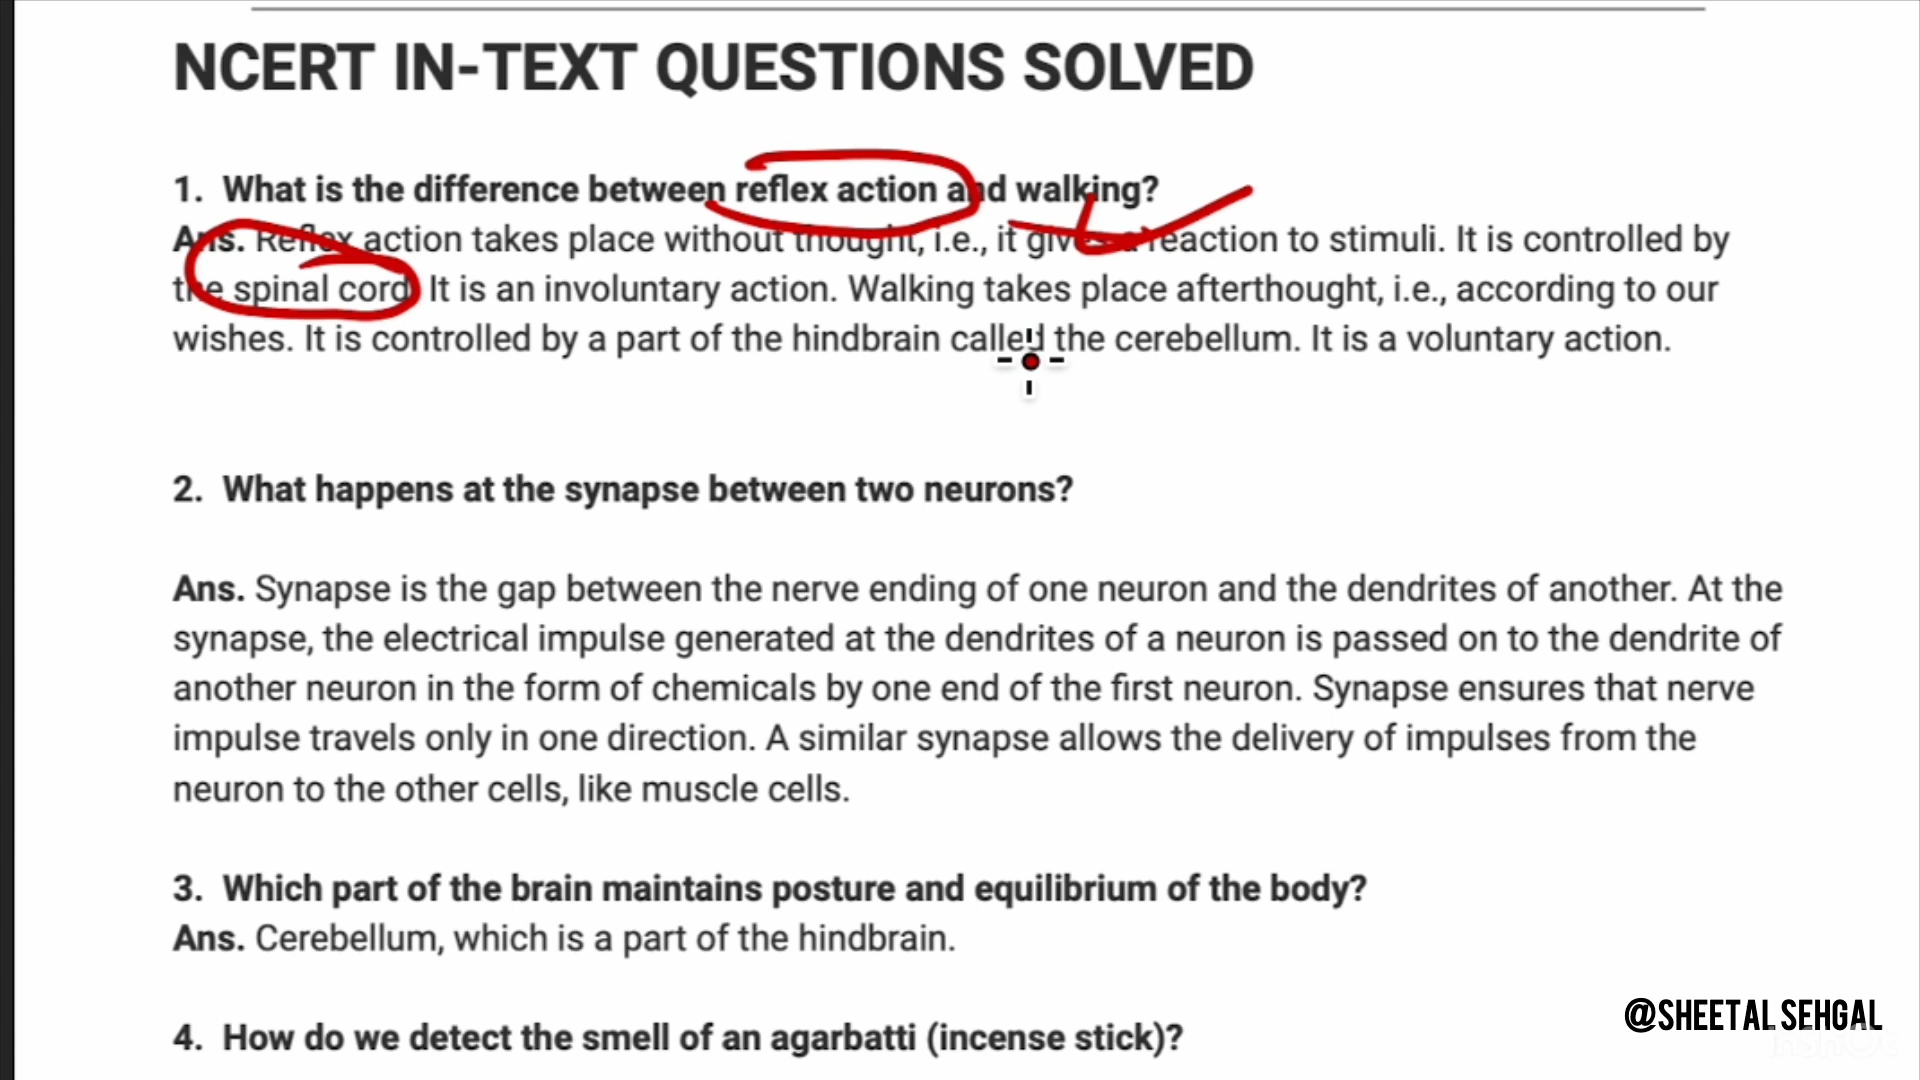 NCERT IN-TEXT QUESTIONS SOLVED
1. What is the difference between reflex action and walking?
Ans. Reflex action takes place without thought, i.e., it gives a reaction to stimuli. It is controlled by
the spinal cord. It is an involuntary action. Walking takes place afterthought, i.e., according to our
wishes. It is controlled by a part of the hindbrain called the cerebellum. It is a voluntary action.
2. What happens at the synapse between two neurons?
Ans. Synapse is the gap between the nerve ending of one neuron and the dendrites of another. At the
synapse, the electrical impulse generated at the dendrites of a neuron is passed on to the dendrite of
another neuron in the form of chemicals by one end of the first neuron. Synapse ensures that nerve
impulse travels only in one direction. A similar synapse allows the delivery of impulses from the
neuron to the other cells, like muscle cells.
3. Which part of the brain maintains posture and equilibrium of the body?
Ans. Cerebellum, which is a part of the hindbrain.
4. How do we detect the smell of an agarbatti (incense stick)?
@SHEETAL SEHGAL